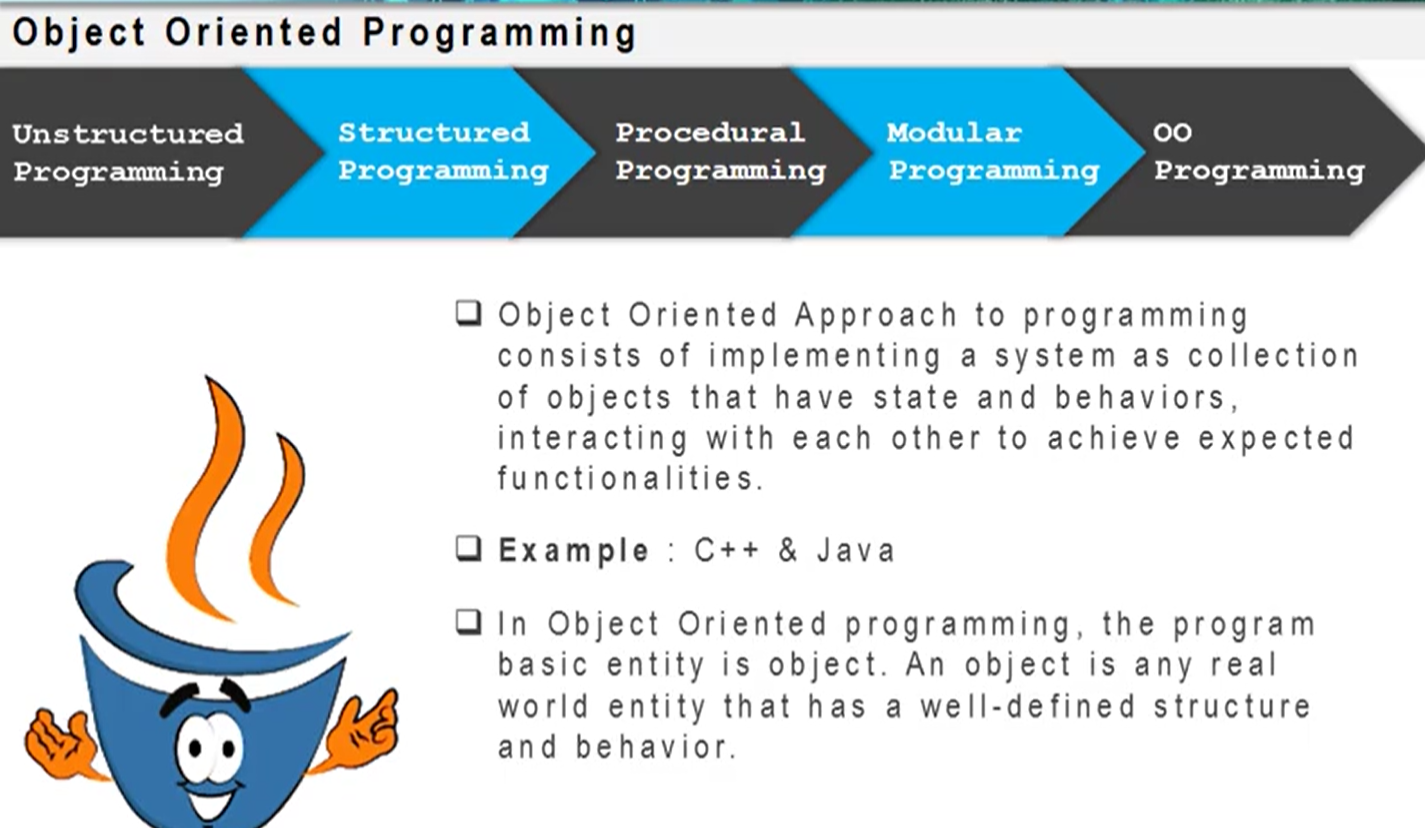 Object Oriented Programming
Unstructured
Programming
Structured
Programming
Procedural
Programming
Modular
Programming
OO
Programming
❑ Object Oriented Approach to programming
consists of implementing a system as collection
of objects that have state and behaviors,
interacting with each other to achieve expected
functionalities.
❑ Example : C++ & Java
❑ In Object Oriented programming, the program
basic entity is object. An object is any real
world entity that has a well-defined structure
and behavior.